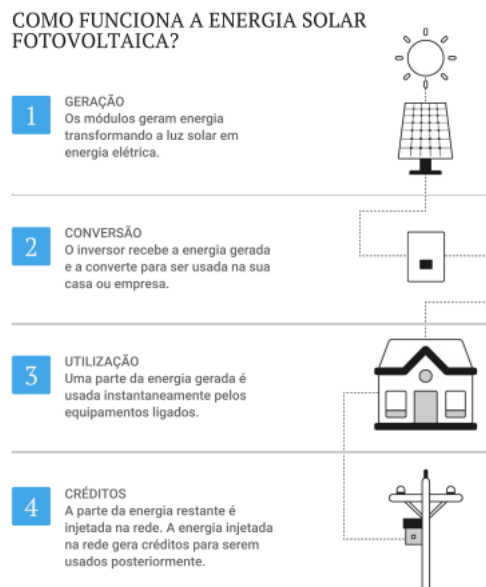 COMO FUNCIONA A ENERGIA SOLAR
FOTOVOLTAICA?
1
GERAÇÃO
Os módulos geram energia
transformando a luz solar em
energia elétrica.
2
CONVERSÃO
O inversor recebe a energia gerada
e a converte para ser usada na sua
casa ou empresa.
3
UTILIZAÇÃO
Uma parte da energia gerada é
usada instantaneamente pelos
equipamentos ligados.
4
CRÉDITOS
A parte da energia restante é
injetada na rede. A energia injetada
na rede gera créditos para serem
usados posteriormente.